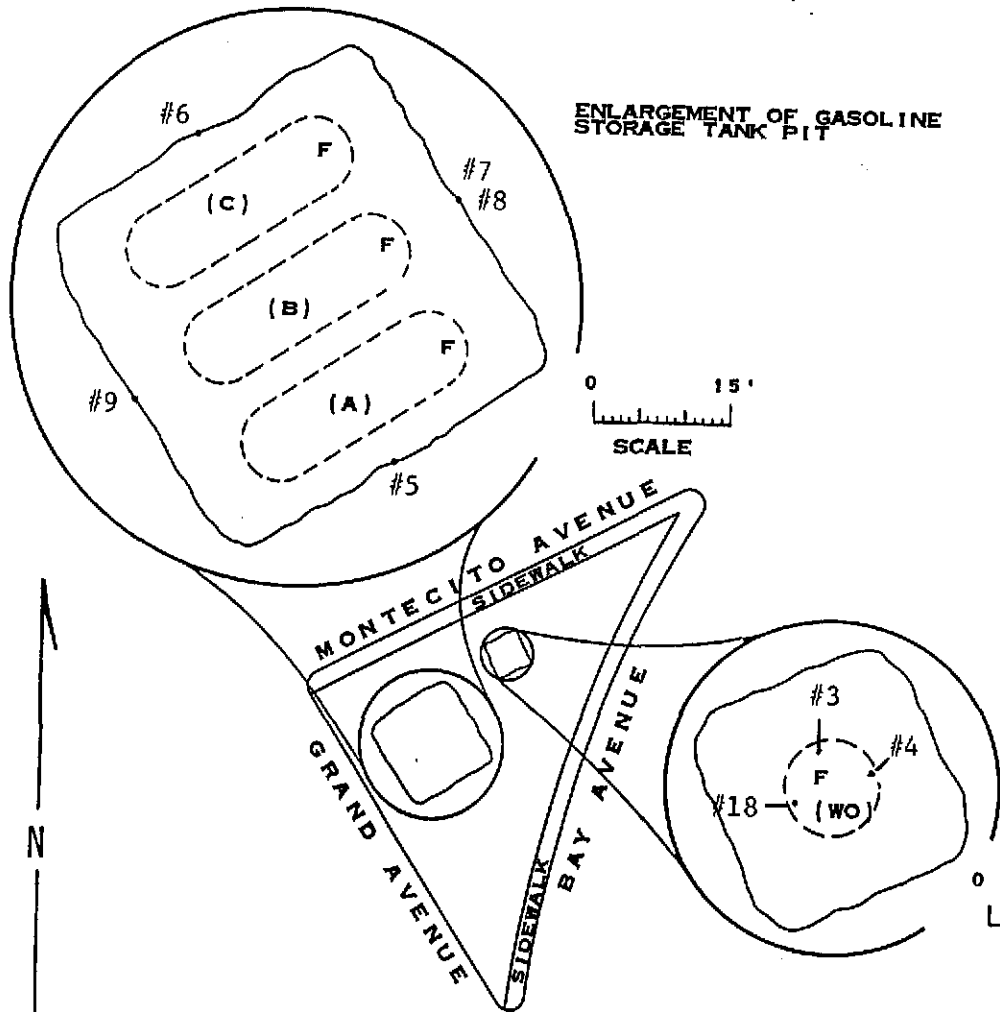 ENLARGEMENT OF GASOLINE
STORAGE TANK PIT
#6
F
#7
(C)
#8
F
(B)
F
#9
(A)
0 15'
SCALE
#5
MONTECITO AVENUE
SIDEWALK
GRAND AVENUE
SIDEWALK
BAY AVENUE
#3
#4
F
#18
(WO)
0
N